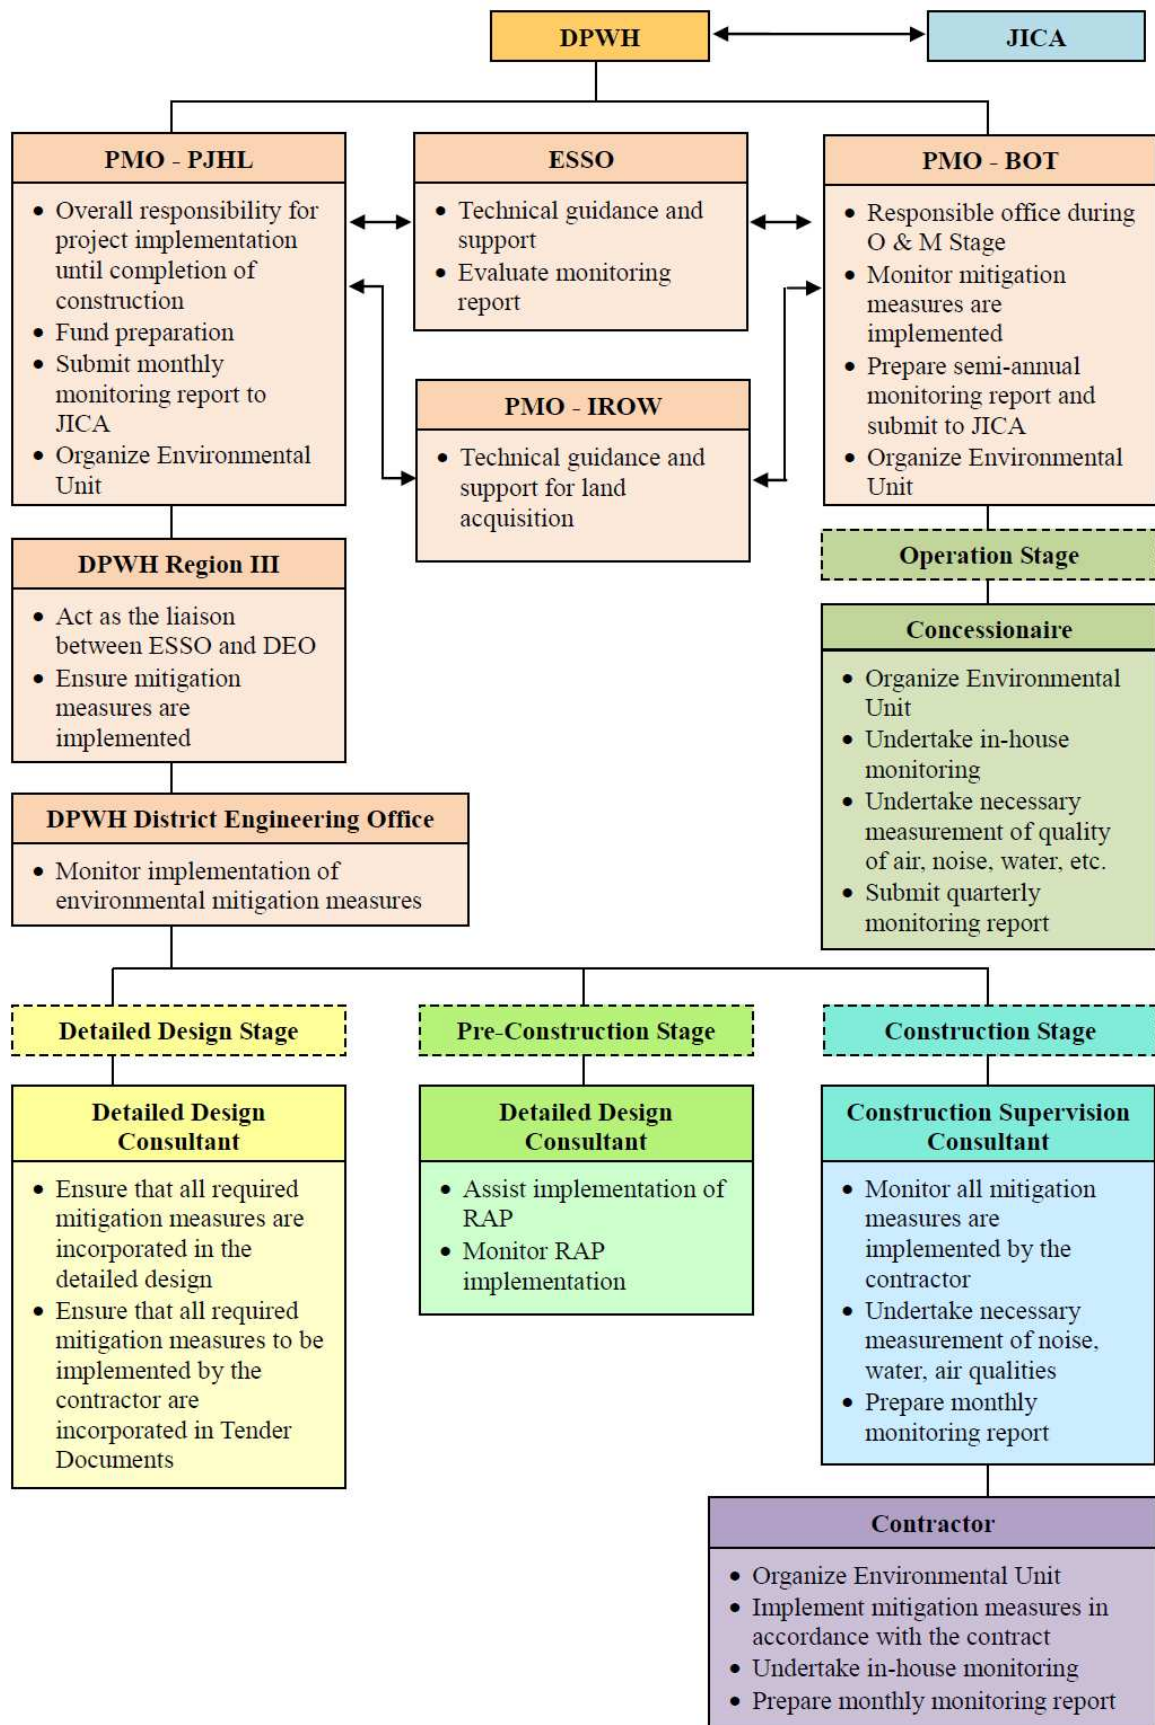 DPWH
JICA
PMO - PJHL
• Overall responsibility for
project implementation
until completion of
construction
• Fund preparation
• Submit monthly
monitoring report to
JICA
• Organize Environmental
Unit
ESSO
• Technical guidance and
support
• Evaluate monitoring
report
PMO - BOT
• Responsible office during
O & M Stage
• Monitor mitigation
measures are
implemented
• Prepare semi-annual
monitoring report and
submit to JICA
• Organize Environmental
Unit
PMO - IROW
• Technical guidance and
support for land
acquisition
DPWH Region III
• Act as the liaison
between ESSO and DEO
• Ensure mitigation
measures are
implemented
Operation Stage
Concessionaire
• Organize Environmental
Unit
• Undertake in-house
monitoring
• Undertake necessary
measurement of quality
of air, noise, water, etc.
• Submit quarterly
monitoring report
DPWH District Engineering Office
• Monitor implementation of
environmental mitigation measures
Detailed Design Stage
Pre-Construction Stage
Construction Stage
Detailed Design
Consultant
• Ensure that all required
mitigation measures are
incorporated in the
detailed design
• Ensure that all required
mitigation measures to be
implemented by the
contractor are
incorporated in Tender
Documents
Detailed Design
Consultant
• Assist implementation of
RAP
• Monitor RAP
implementation
Construction Supervision
Consultant
• Monitor all mitigation
measures are
implemented by the
contractor
• Undertake necessary
measurement of noise,
water, air qualities
• Prepare monthly
monitoring report
Contractor
• Organize Environmental Unit
• Implement mitigation measures in
accordance with the contract
• Undertake in-house monitoring
• Prepare monthly monitoring report